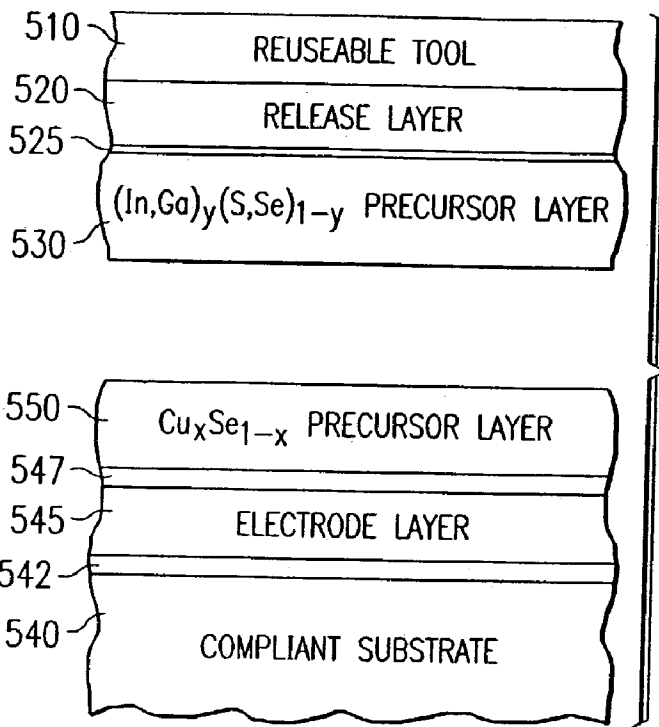 510
REUSEABLE TOOL
520
RELEASE LAYER
525
(In,Ga)y(S,Se)1−y PRECURSOR LAYER
530
550
CuxSe1−x PRECURSOR LAYER
547
545
ELECTRODE LAYER
542
540
COMPLIANT SUBSTRATE